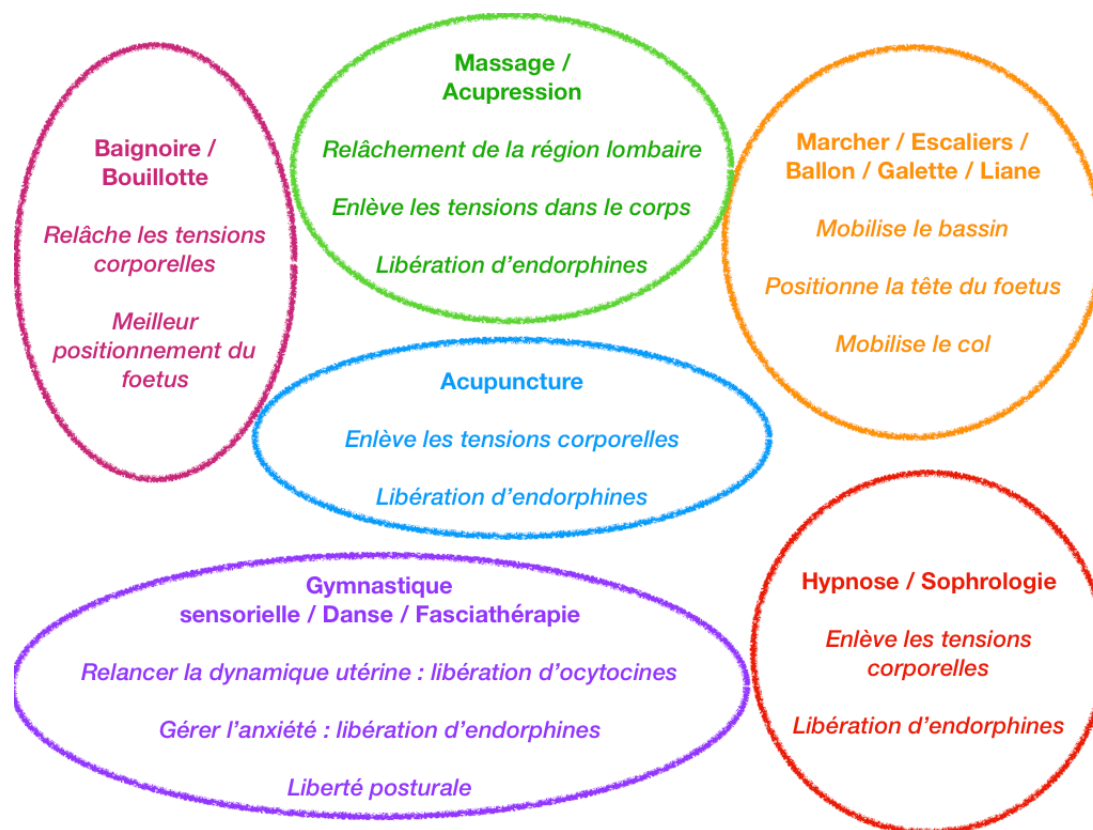 Baignoire /
Bouillotte
Relâche les tensions
corporelles
Meilleur
positionnement du
foetus
Massage /
Acupression
Relâchement de la région lombaire
Enlève les tensions dans le corps
Libération d'endorphines
Marcher / Escaliers /
Ballon / Galette / Liane
Mobilise le bassin
Positionne la tête du foetus
Mobilise le col
Acupuncture
Enlève les tensions corporelles
Libération d'endorphines
Gymnastique
sensorielle / Danse / Fasciathérapie
Relancer la dynamique utérine : libération d'ocytocines
Gérer l'anxiété : libération d'endorphines
Liberté posturale
Hypnose / Sophrologie
Enlève les tensions
corporelles
Libération d'endorphines